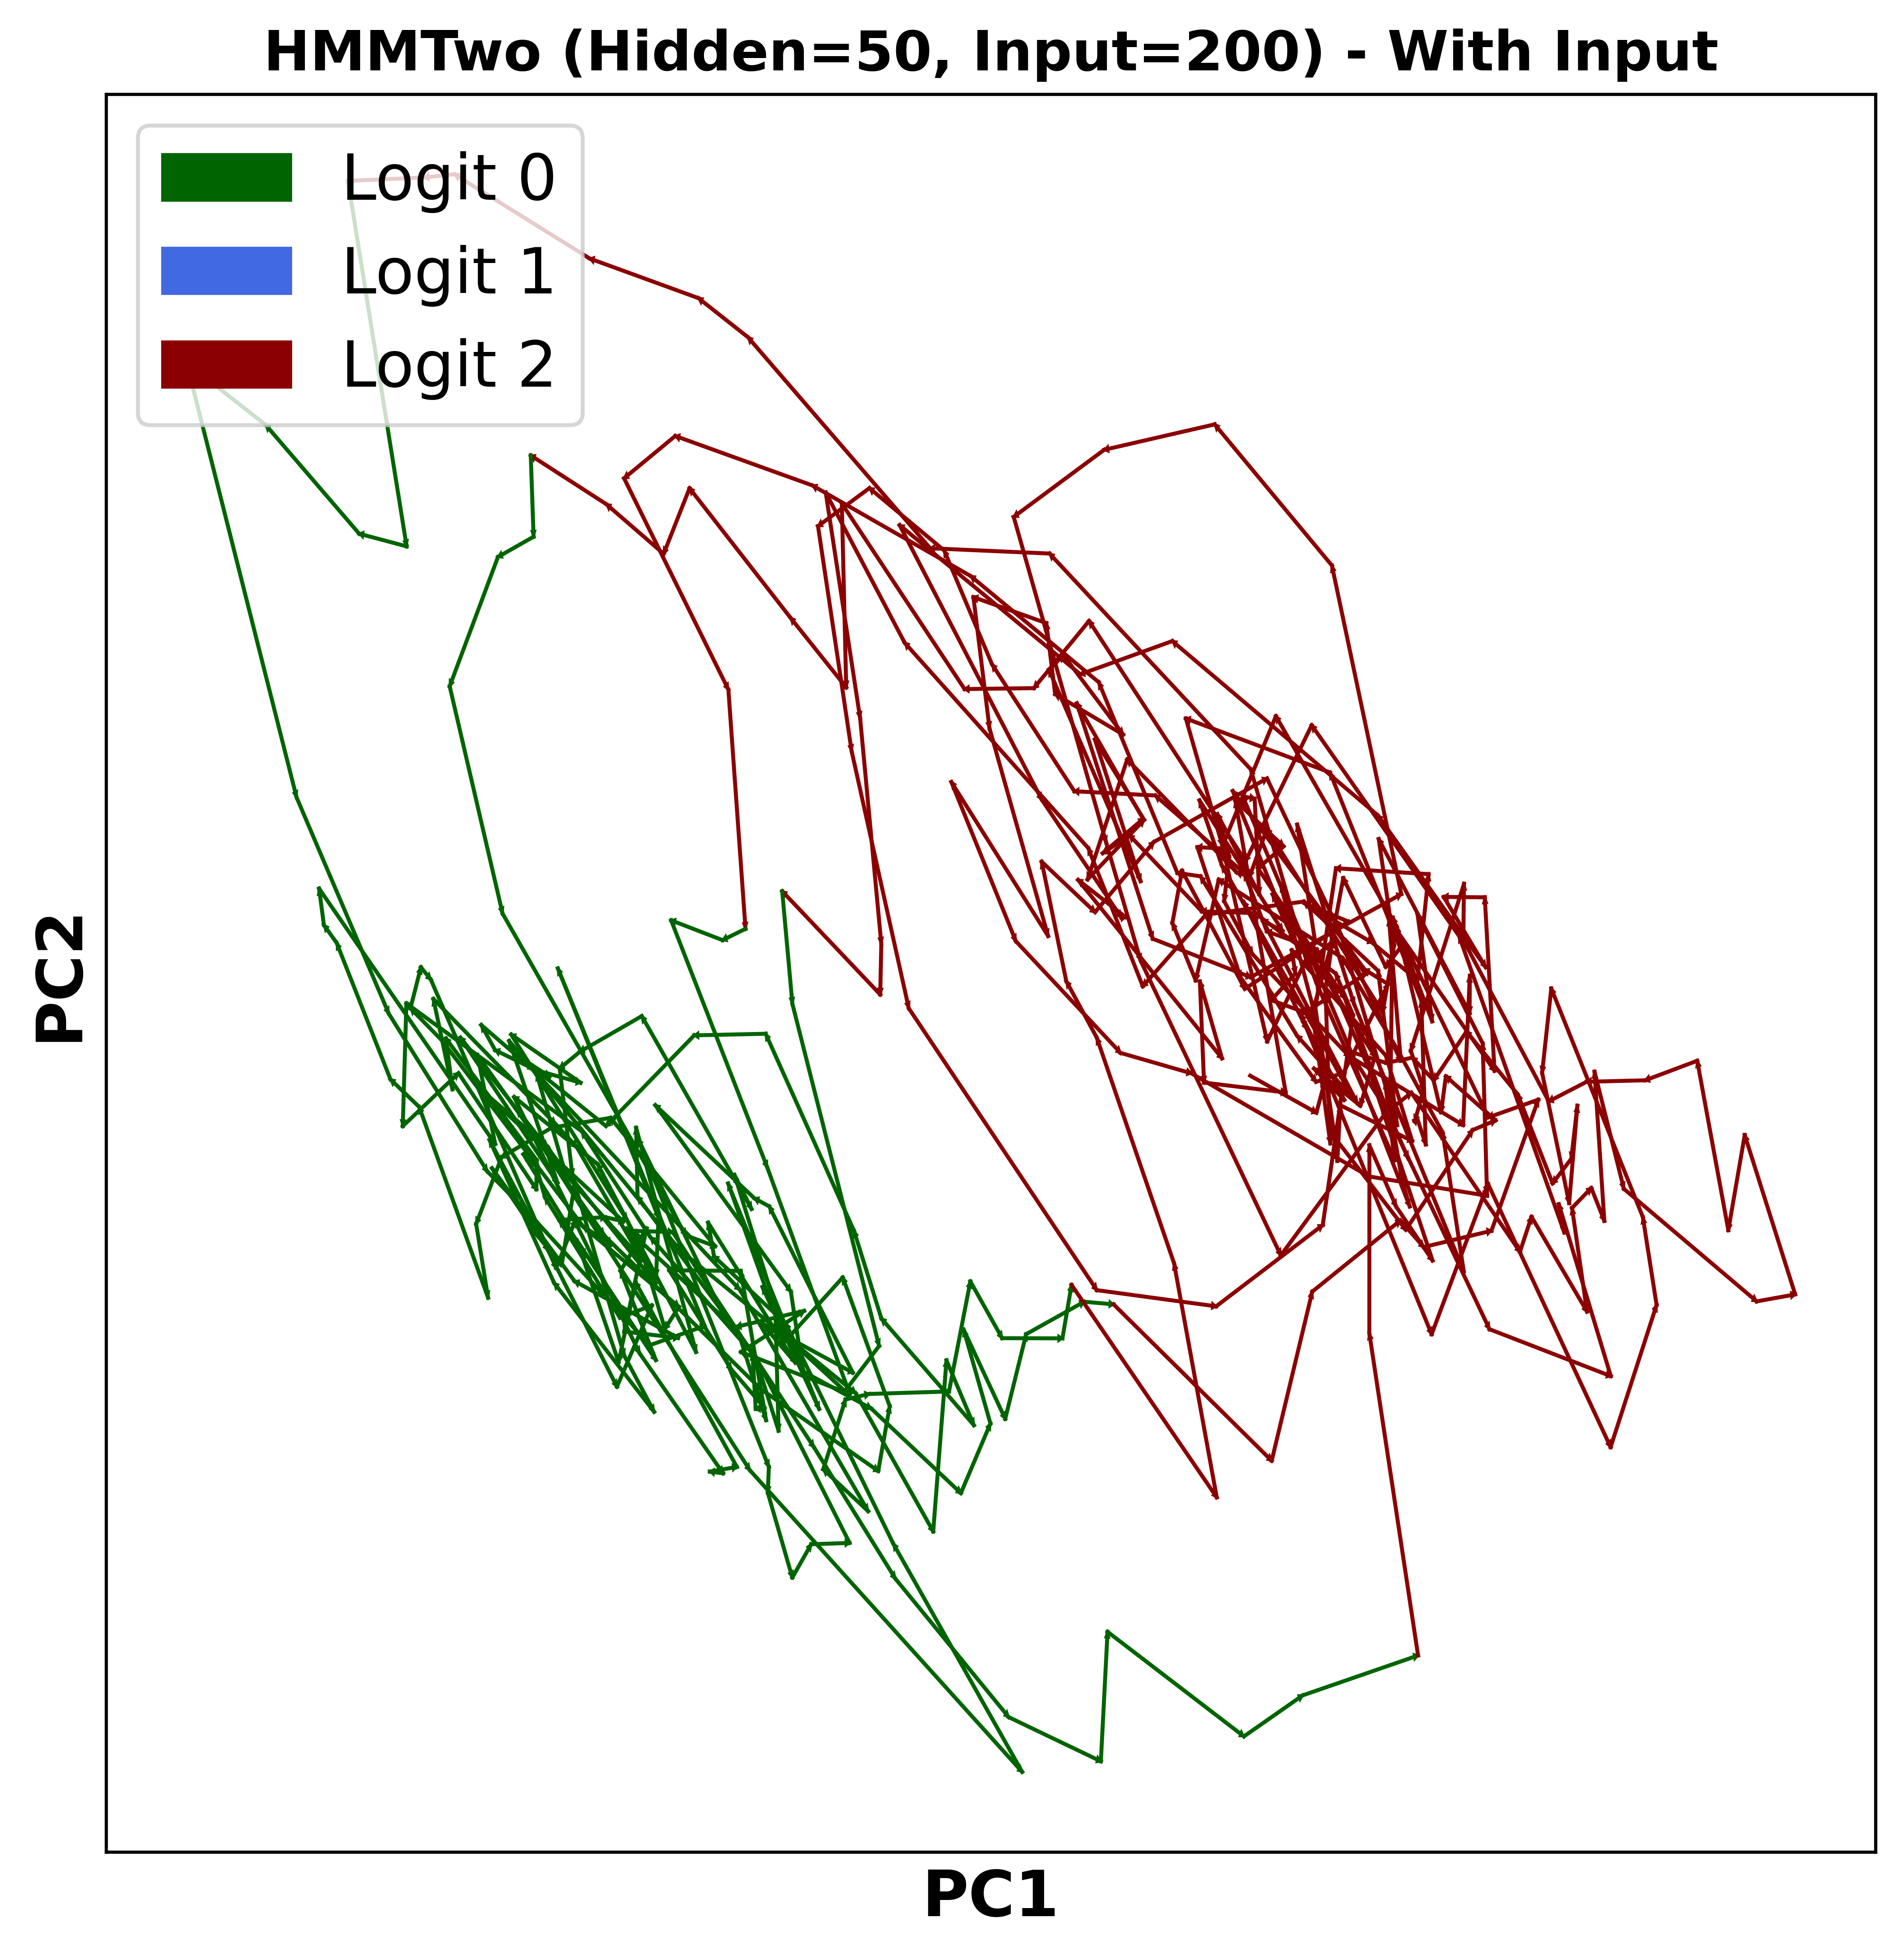 HMMTwo (Hidden=50, Input=200) - With Input
Logit 0
Logit 1
Logit 2
PC2
PC1